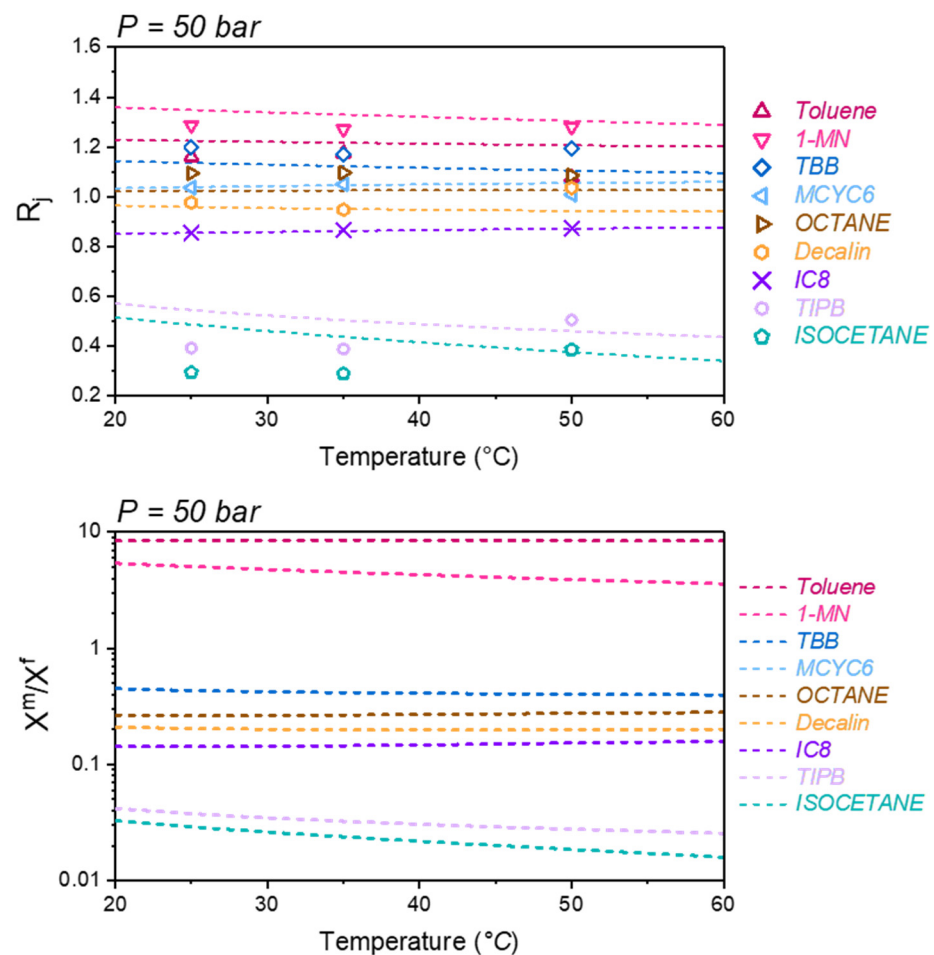 P = 50 bar
1.6
1.4
1.2
1.0
0.8
0.6
0.4
0.2
Rj
20
30
40
50
60
Temperature (°C)
Toluene
1-MN
TBB
MCYC6
OCTANE
Decalin
IC8
TIPB
ISOCETANE
P = 50 bar
10
1
0.1
0.01
X^m/X^f
20
30
40
50
60
Temperature (°C)
Toluene
1-MN
TBB
MCYC6
OCTANE
Decalin
IC8
TIPB
ISOCETANE